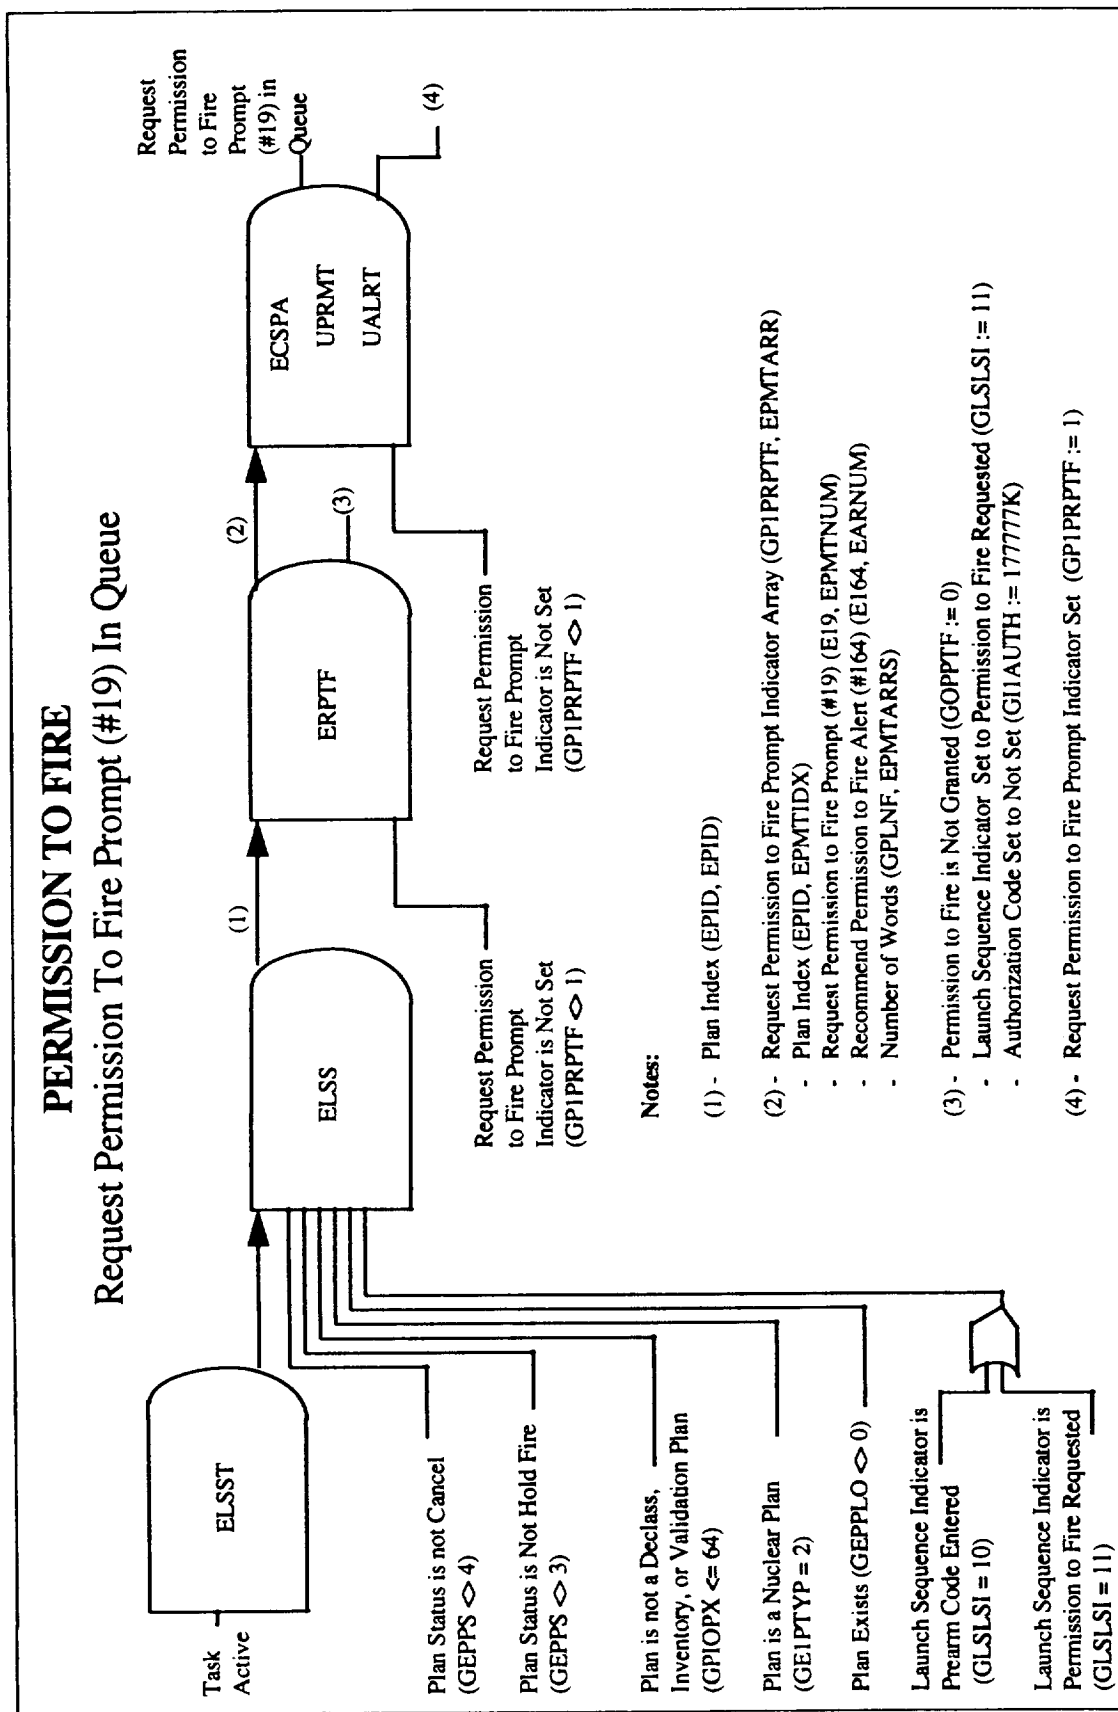 PERMISSION TO FIRE
Request Permission To Fire Prompt (#19) In Queue
Task
Active
ELSST
Plan Status is not Cancel
(GEPPS <> 4)
Plan Status is Not Hold Fire
(GEPPS <> 3)
Plan is not a Declass,
Inventory, or Validation Plan
(GPIOPX <= 64)
Plan is a Nuclear Plan
(GE1PTYP = 2)
Plan Exists (GEPPLO <> 0)
Launch Sequence Indicator is
Prearm Code Entered
(GLSLSI = 10)
Launch Sequence Indicator is
Permission to Fire Requested
(GLSLSI = 11)
ELSS
(1)
Request Permission
to Fire Prompt
Indicator is Not Set
(GP1PRPTF <> 1)
ERPTF
(2)
(3)
Request Permission
to Fire Prompt
Indicator is Not Set
(GP1PRPTF <> 1)
ECSPA
UPRMT
UALRT
Request
Permission
to Fire
Prompt
(#19) in
Queue
(4)
Notes:
(1) - Plan Index (EPID, EPID)
(2) - Request Permission to Fire Prompt Indicator Array (GP1PRPTF, EPMTARR)
- Plan Index (EPID, EPMTIDX)
- Request Permission to Fire Prompt (#19) (E19, EPMTNUM)
- Recommend Permission to Fire Alert (#164) (E164, EARNUM)
- Number of Words (GPLNF, EPMTARRS)
(3) - Permission to Fire is Not Granted (GOPPTF := 0)
- Launch Sequence Indicator Set to Permission to Fire Requested (GLSLSI := 11)
- Authorization Code Set to Not Set (GI1AUTH := 177777K)
(4) - Request Permission to Fire Prompt Indicator Set (GP1PRPTF := 1)